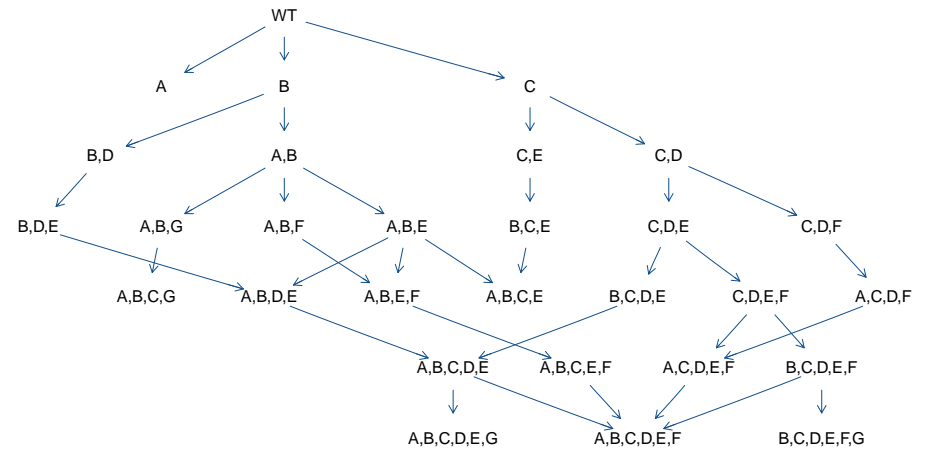 WT
A B C
B,D A,B C,E C,D
B,D,E A,B,G A,B,F A,B,E B,C,E C,D,E C,D,F
A,B,C,G A,B,D,E A,B,E,F A,B,C,E B,C,D,E C,D,E,F A,C,D,F
A,B,C,D,E A,B,C,E,F A,C,D,E,F B,C,D,E,F
A,B,C,D,E,G A,B,C,D,E,F B,C,D,E,F,G